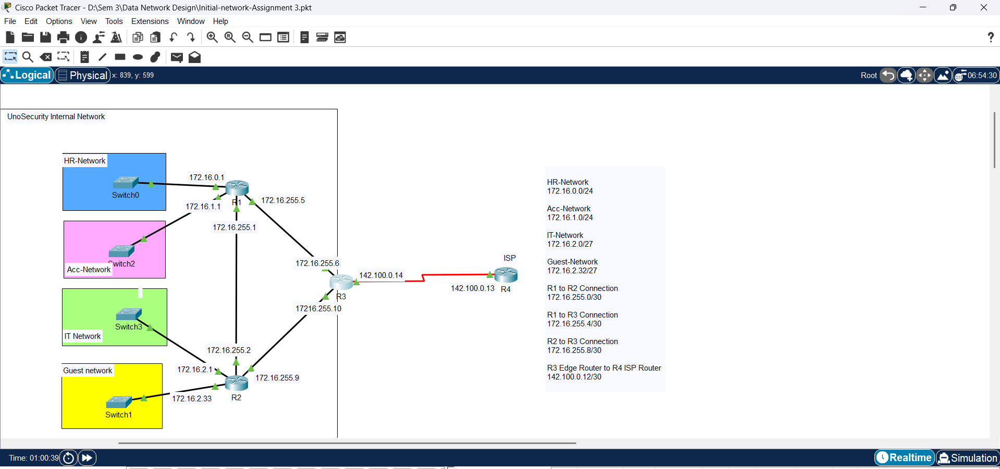 Cisco Packet Tracer - D:\Sem 3\Data Network Design\Initial-network-Assignment 3.pkt
File Edit Options View Tools Extensions Window Help
?
Logical Physical x: 839, y: 599 Root 06:54:30
UnoSecurity Internal Network
HR-Network
Switch0
172.16.0.1
R1
172.16.255.5
172.16.1.1
172.16.255.1
Switch2
Acc-Network
172.16.255.6
142.100.0.14
ISP
142.100.0.13
R4
R3
17216.255.10
Switch3
IT Network
172.16.255.2
172.16.2.1
172.16.255.9
Guest network
172.16.2.33
R2
Switch1
HR-Network
172.16.0.0/24
Acc-Network
172.16.1.0/24
IT-Network
172.16.2.0/27
Guest-Network
172.16.2.32/27
R1 to R2 Connection
172.16.255.0/30
R1 to R3 Connection
172.16.255.4/30
R2 to R3 Connection
172.16.255.8/30
R3 Edge Router to R4 ISP Router
142.100.0.12/30
Time: 01:00:39 Realtime Simulation